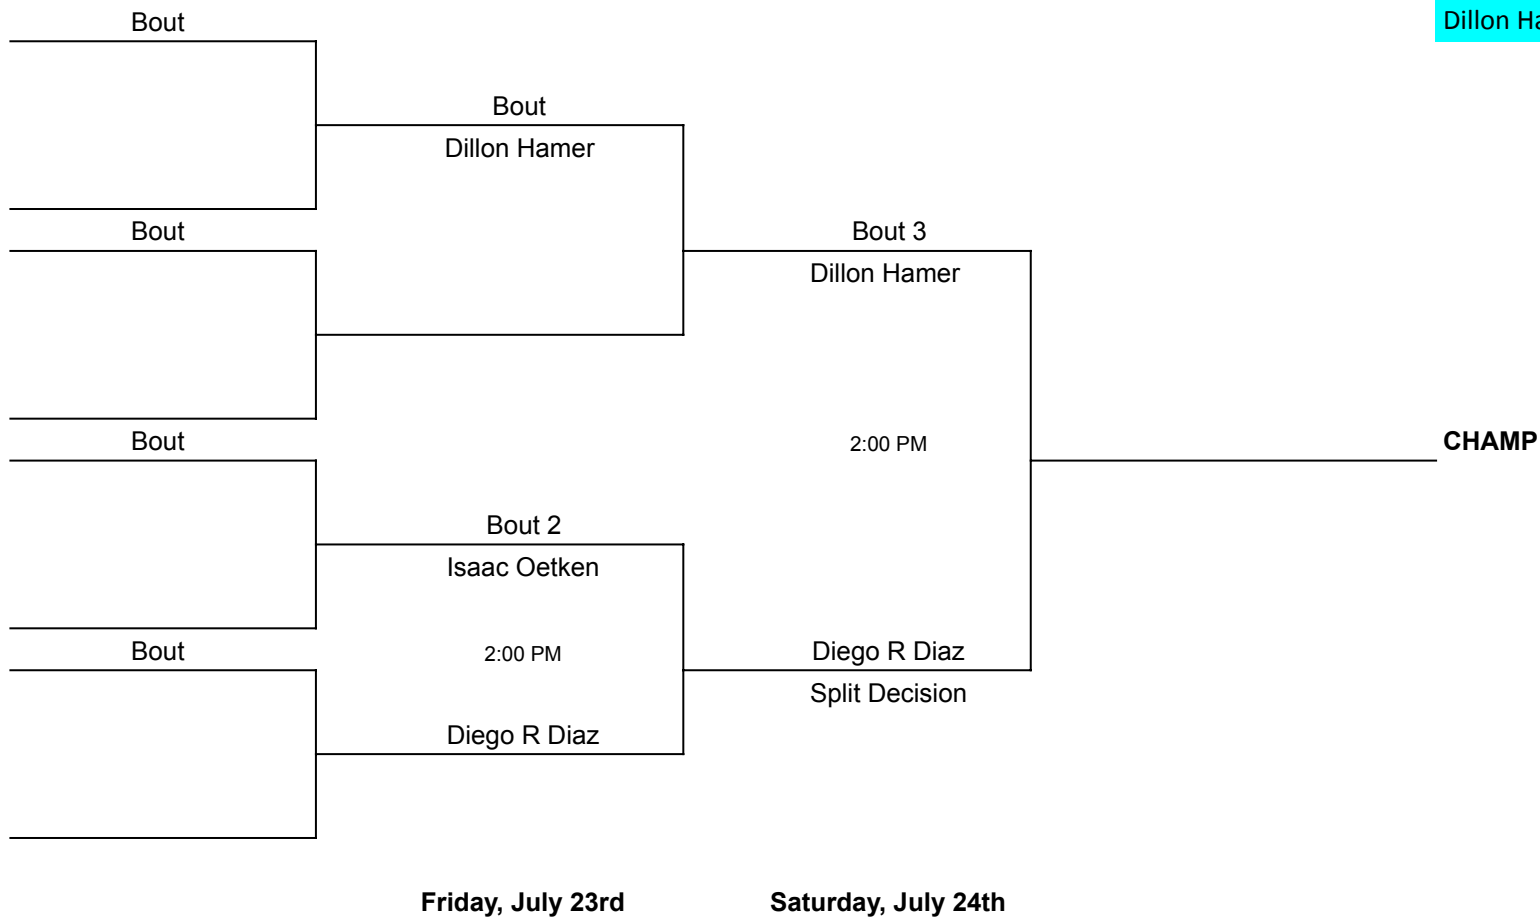 Bout
Dillon Ha
Bout
Dillon Hamer
Bout
Bout 3
Dillon Hamer
Bout
2:00 PM
CHAMP
Bout 2
Isaac Oetken
Bout
2:00 PM
Diego R Diaz
Split Decision
Diego R Diaz
Friday, July 23rd
Saturday, July 24th